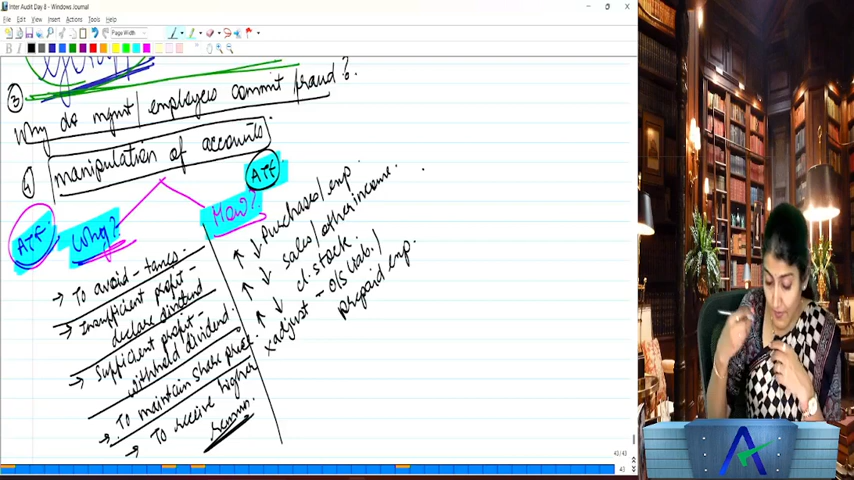 Inter Audit Day 8 - Windows Journal
File Edit View Insert Actions Tools Help
Page Width
③
Why do mgmt/ employees commit fraud?
④ manipulation of accounts.
ATF.
ATF. Why?
How?
→ To avoid - taxes.
→ Insufficient profit -
declare dividend
→ Sufficient profit -
withhold dividend.
→ To maintain share price.
→ To receive higher
remn.
↑ ↓ Purchases/ exp.
↑ ↓ sales/ other income.
↑ ↓ cl. stock.
x adjust - O/S liab./
prepaid exp.
43/43
43